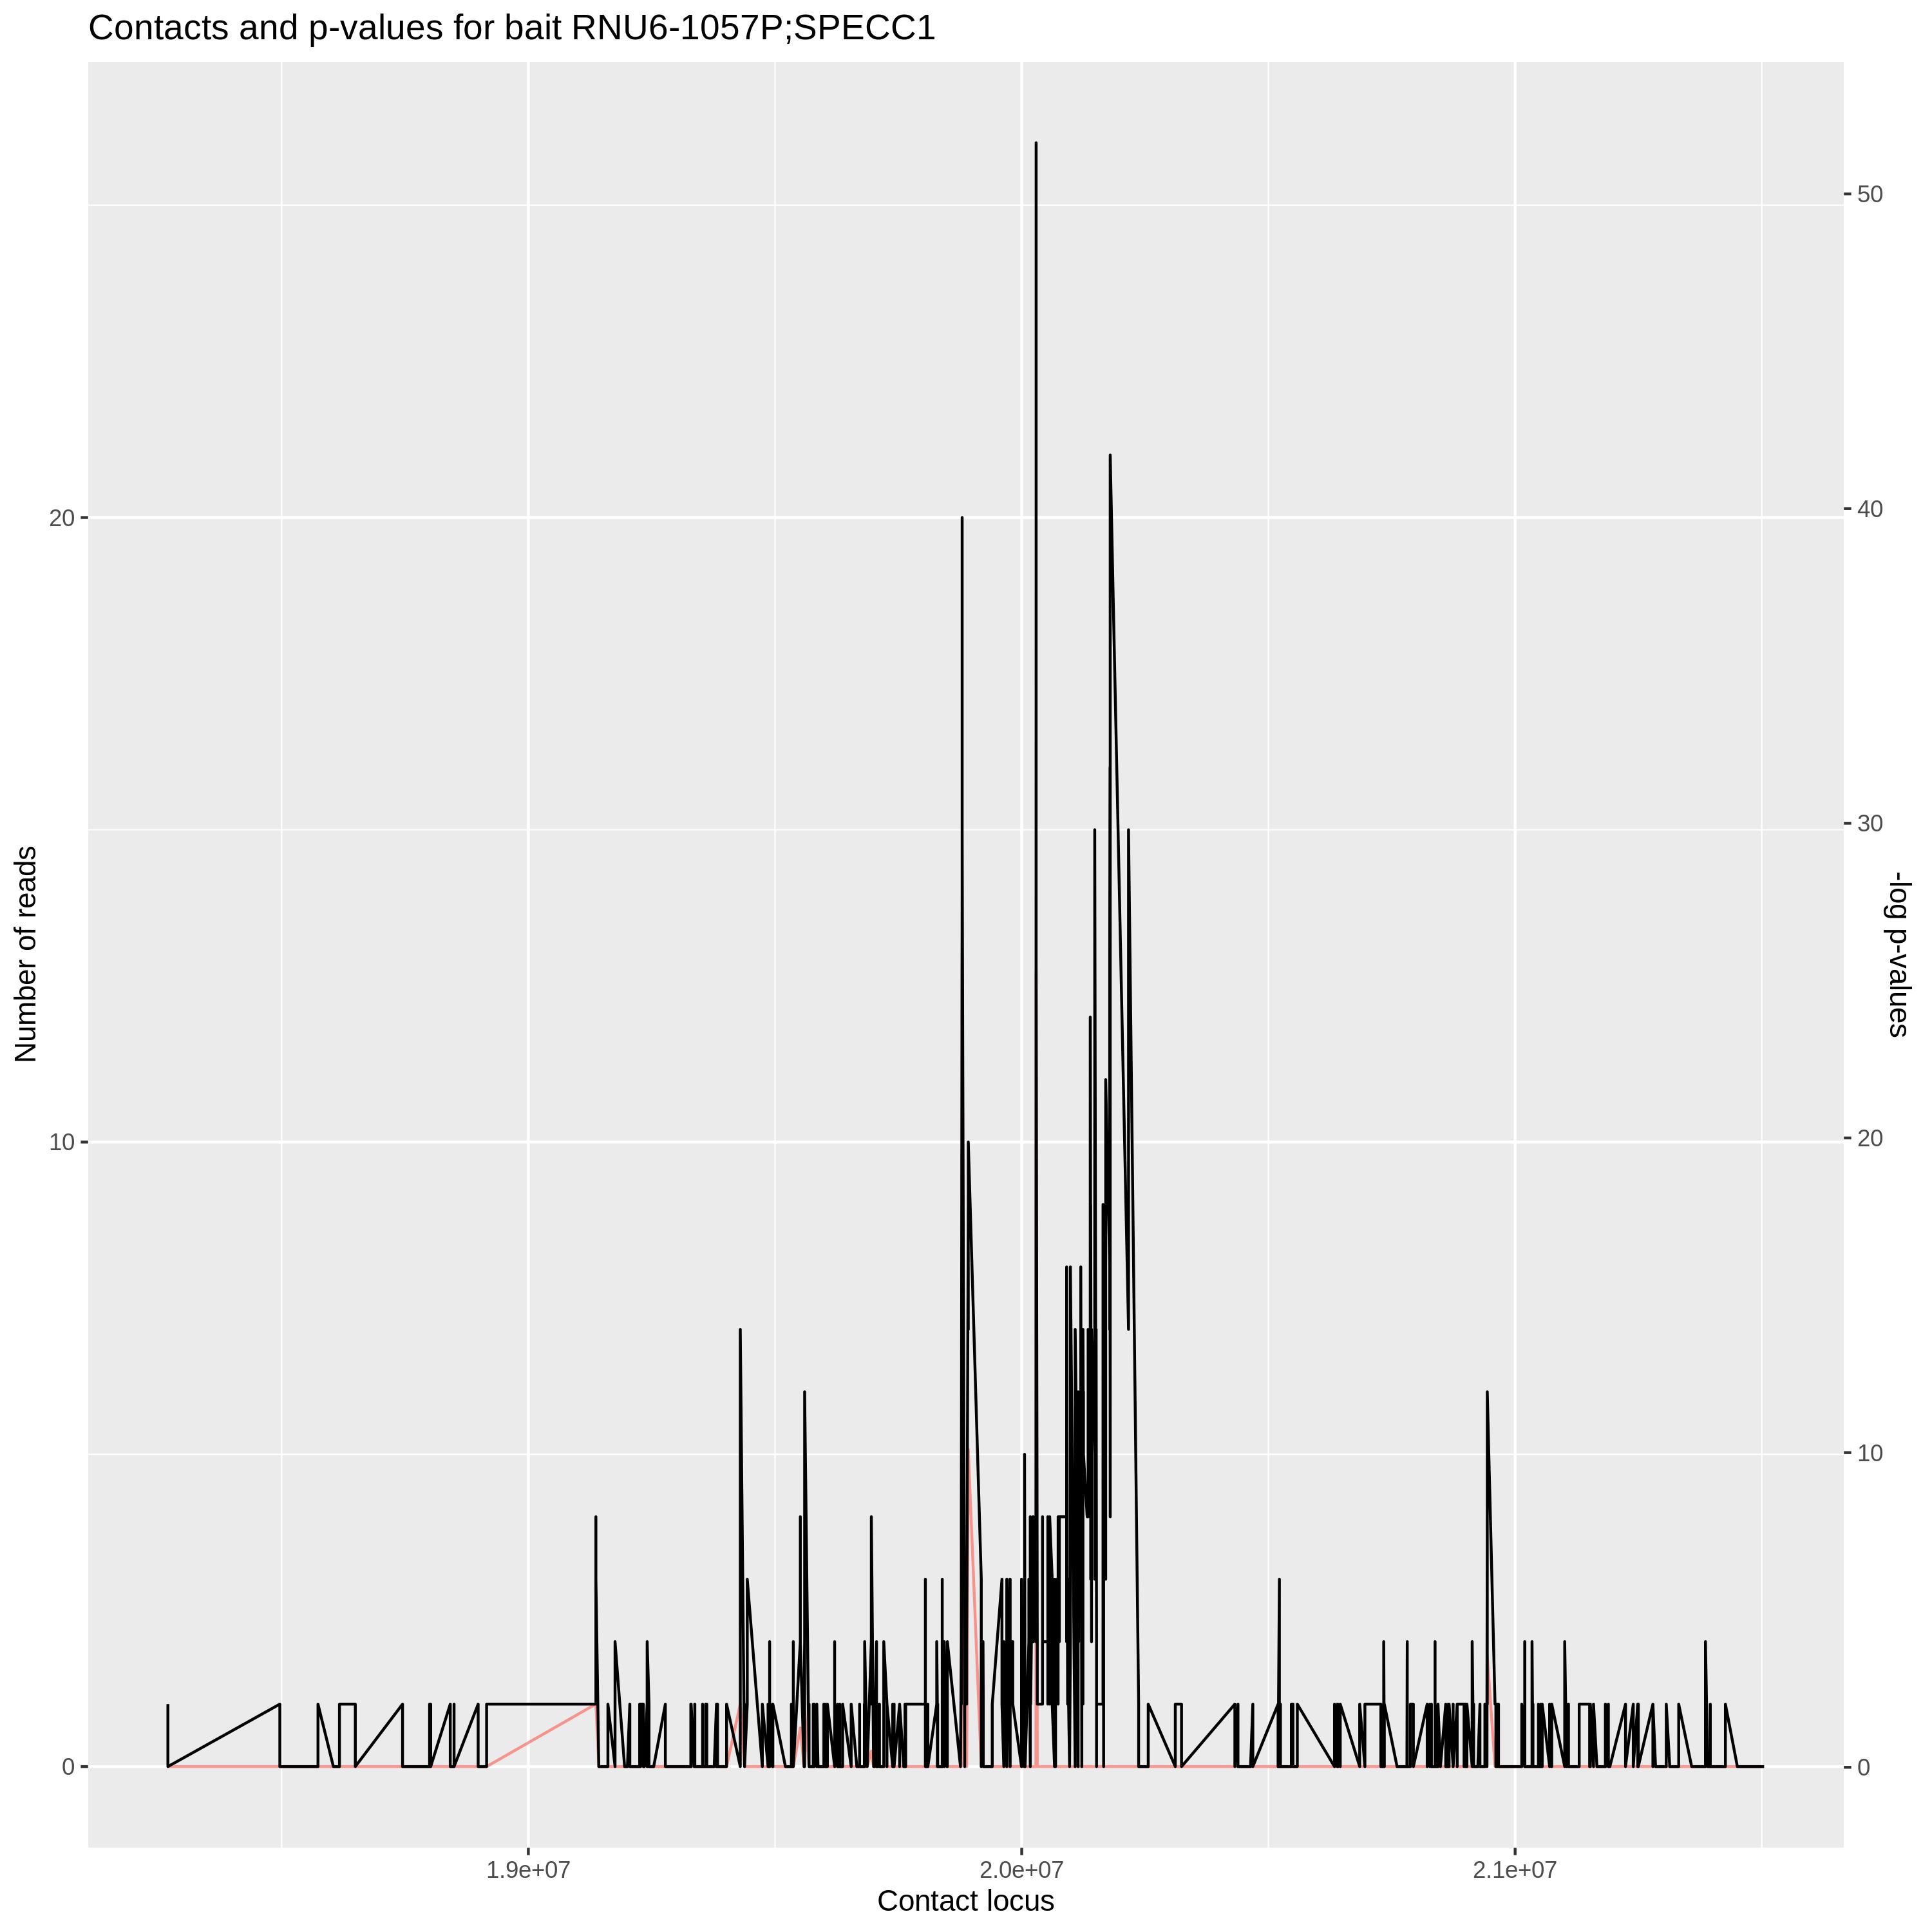 Contacts and p-values for bait RNU6-1057P;SPECC1
50
40
30
20
10
0
20
10
0
Number of reads
-log p-values
1.9e+07 2.0e+07 2.1e+07
Contact locus